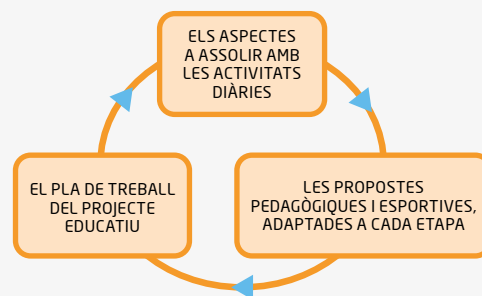 ELS ASPECTES
A ASSOLIR AMB
LES ACTIVITATS
DIÀRIES
EL PLA DE TREBALL
DEL PROJECTE
EDUCATIU
LES PROPOSTES
PEDAGÒGIQUES I ESPORTIVES,
ADAPTADES A CADA ETAPA